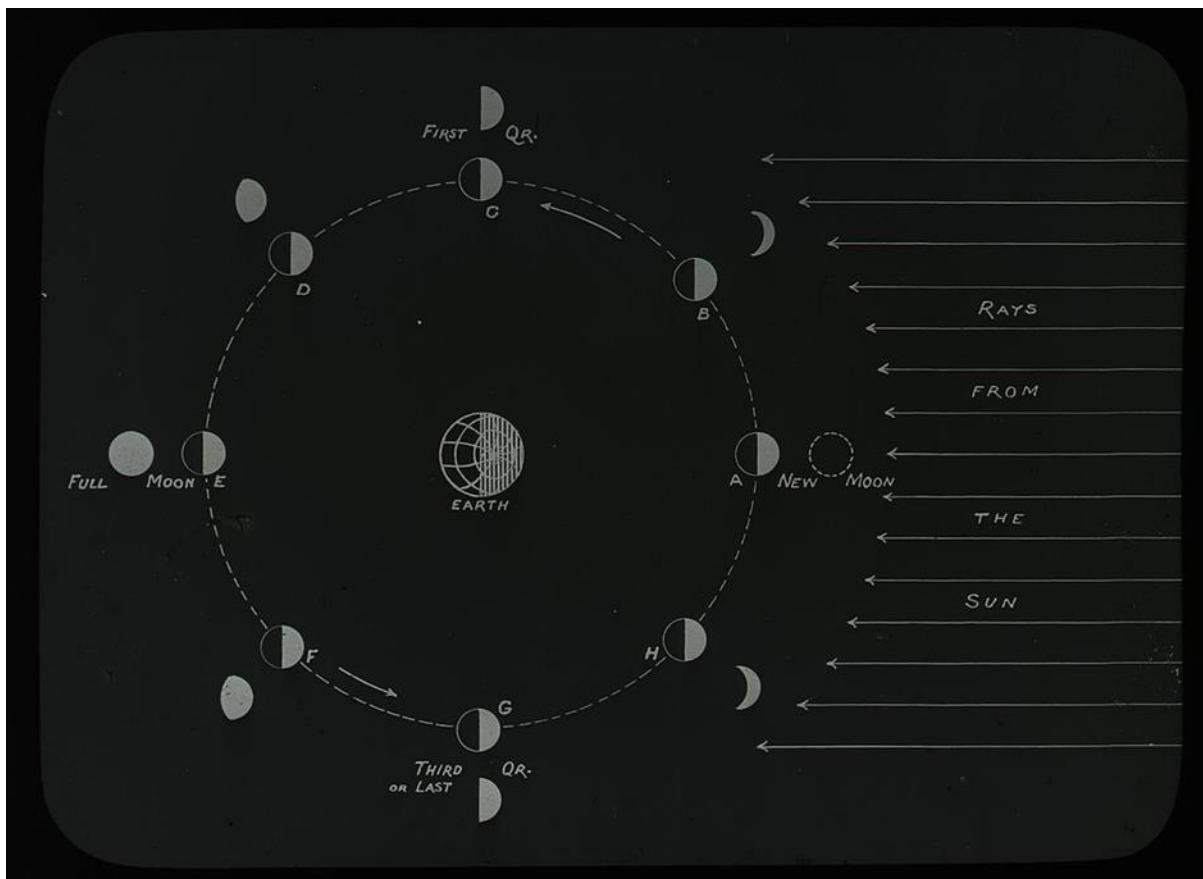 FIRST QR.
C
D
B
RAYS
FROM
FULL MOON E
A NEW MOON
EARTH
THE
SUN
F
H
G
THIRD QR.
OR LAST